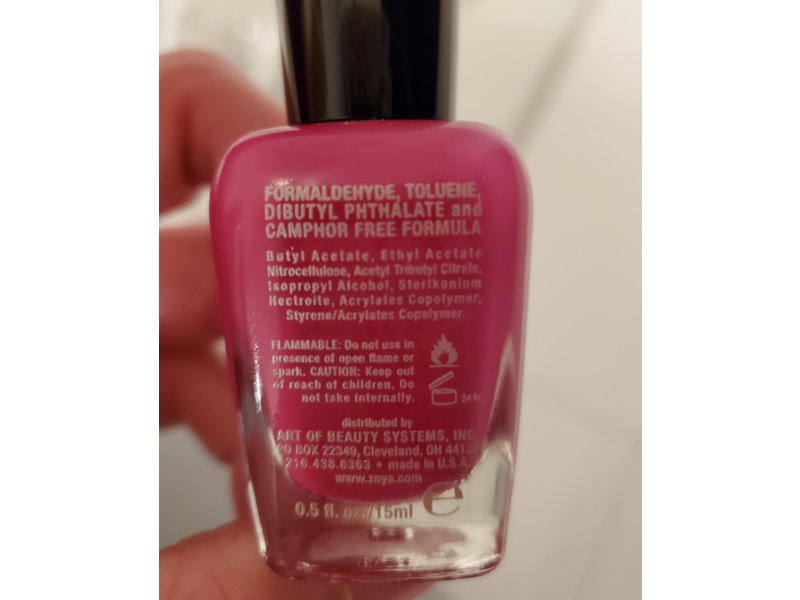 FORMALDEHYDE, TOLUENE,
DIBUTYL PHTHALATE and
CAMPHOR FREE FORMULA
Butyl Acetate, Ethyl Acetate
Nitrocellulose, Acetyl Tributyl Citrate,
Isopropyl Alcohol, Sterlkonium
Hectroite, Acrylates Copolymer,
Styrene/Acrylates Copolymer.
FLAMMABLE: Do not use in
presence of open flame or
spark. CAUTION: Keep out
of reach of children. Do
not take internally.
24 M
distributed by
ART OF BEAUTY SYSTEMS, INC.
PO BOX 22349, Cleveland, OH 44122
216.438.6363 • made in U.S.A.
www.zoya.com
0.5 fl. oz./15ml e